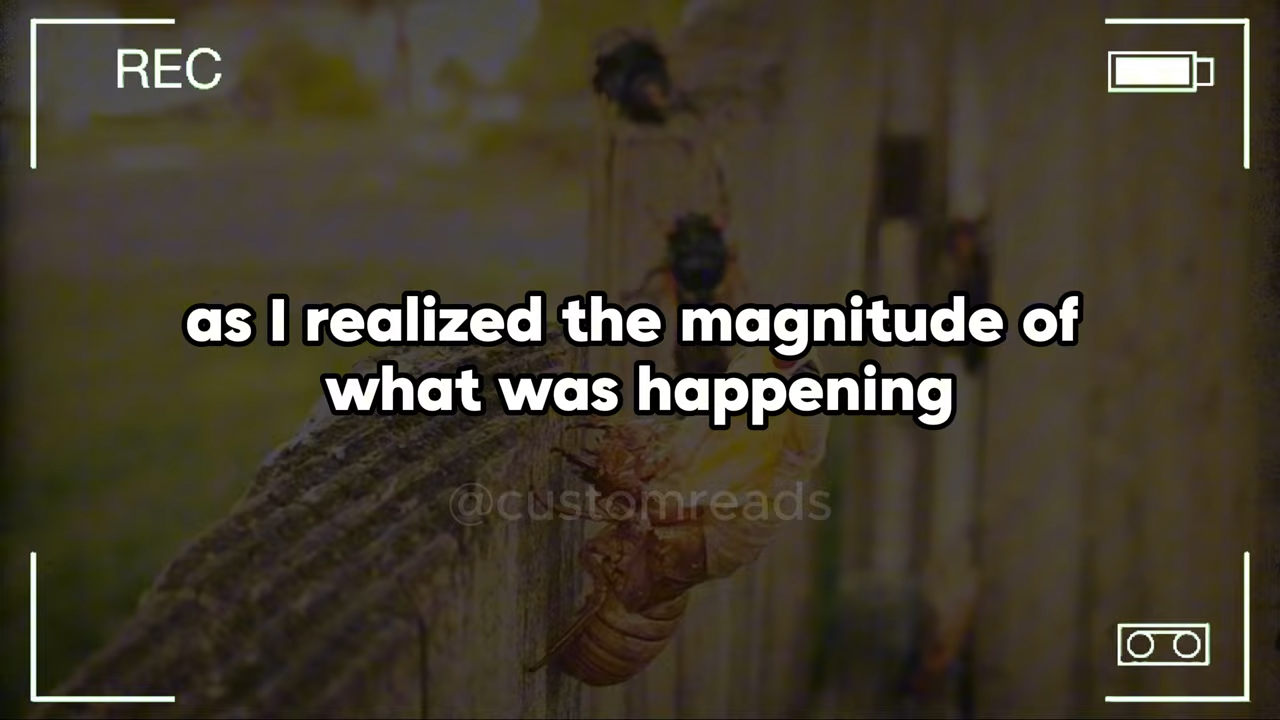 REC
as I realized the magnitude of
what was happening
@customreads